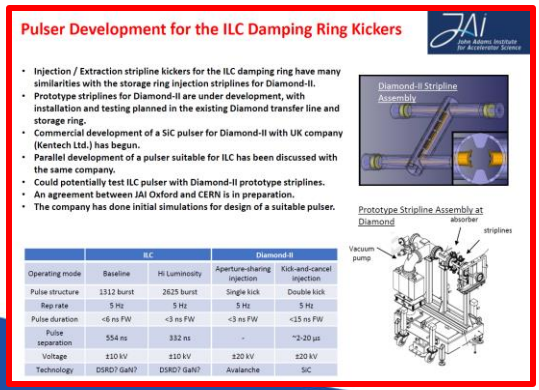 Pulser Development for the ILC Damping Ring Kickers
JAi
John Adams Institute
for Accelerator Science
• Injection / Extraction stripline kickers for the ILC damping ring have many
similarities with the storage ring injection striplines for Diamond-II.
• Prototype striplines for Diamond-II are under development, with
installation and testing planned in the existing Diamond transfer line and
storage ring.
• Commercial development of a SiC pulser for Diamond-II with UK company
(Kentech Ltd.) has begun.
• Parallel development of a pulser suitable for ILC has been discussed with
the same company.
• Could potentially test ILC pulser with Diamond-II prototype striplines.
• An agreement between JAI Oxford and CERN is in preparation.
• The company has done initial simulations for design of a suitable pulser.
Diamond-II Stripline
Assembly
Prototype Stripline Assembly at
Diamond
absorber
striplines
Vacuum
pump
ILC Diamond-II
Operating mode Baseline Hi Luminosity Aperture-sharing injection Kick-and-cancel injection
Pulse structure 1312 burst 2625 burst Single kick Double kick
Rep rate 5 Hz 5 Hz 5 Hz 5 Hz
Pulse duration <6 ns FW <3 ns FW <3 ns FW <15 ns FW
Pulse separation 554 ns 332 ns - ~2-20 µs
Voltage ±10 kV ±10 kV ±20 kV ±20 kV
Technology DSRD? GaN? DSRD? GaN? Avalanche SiC